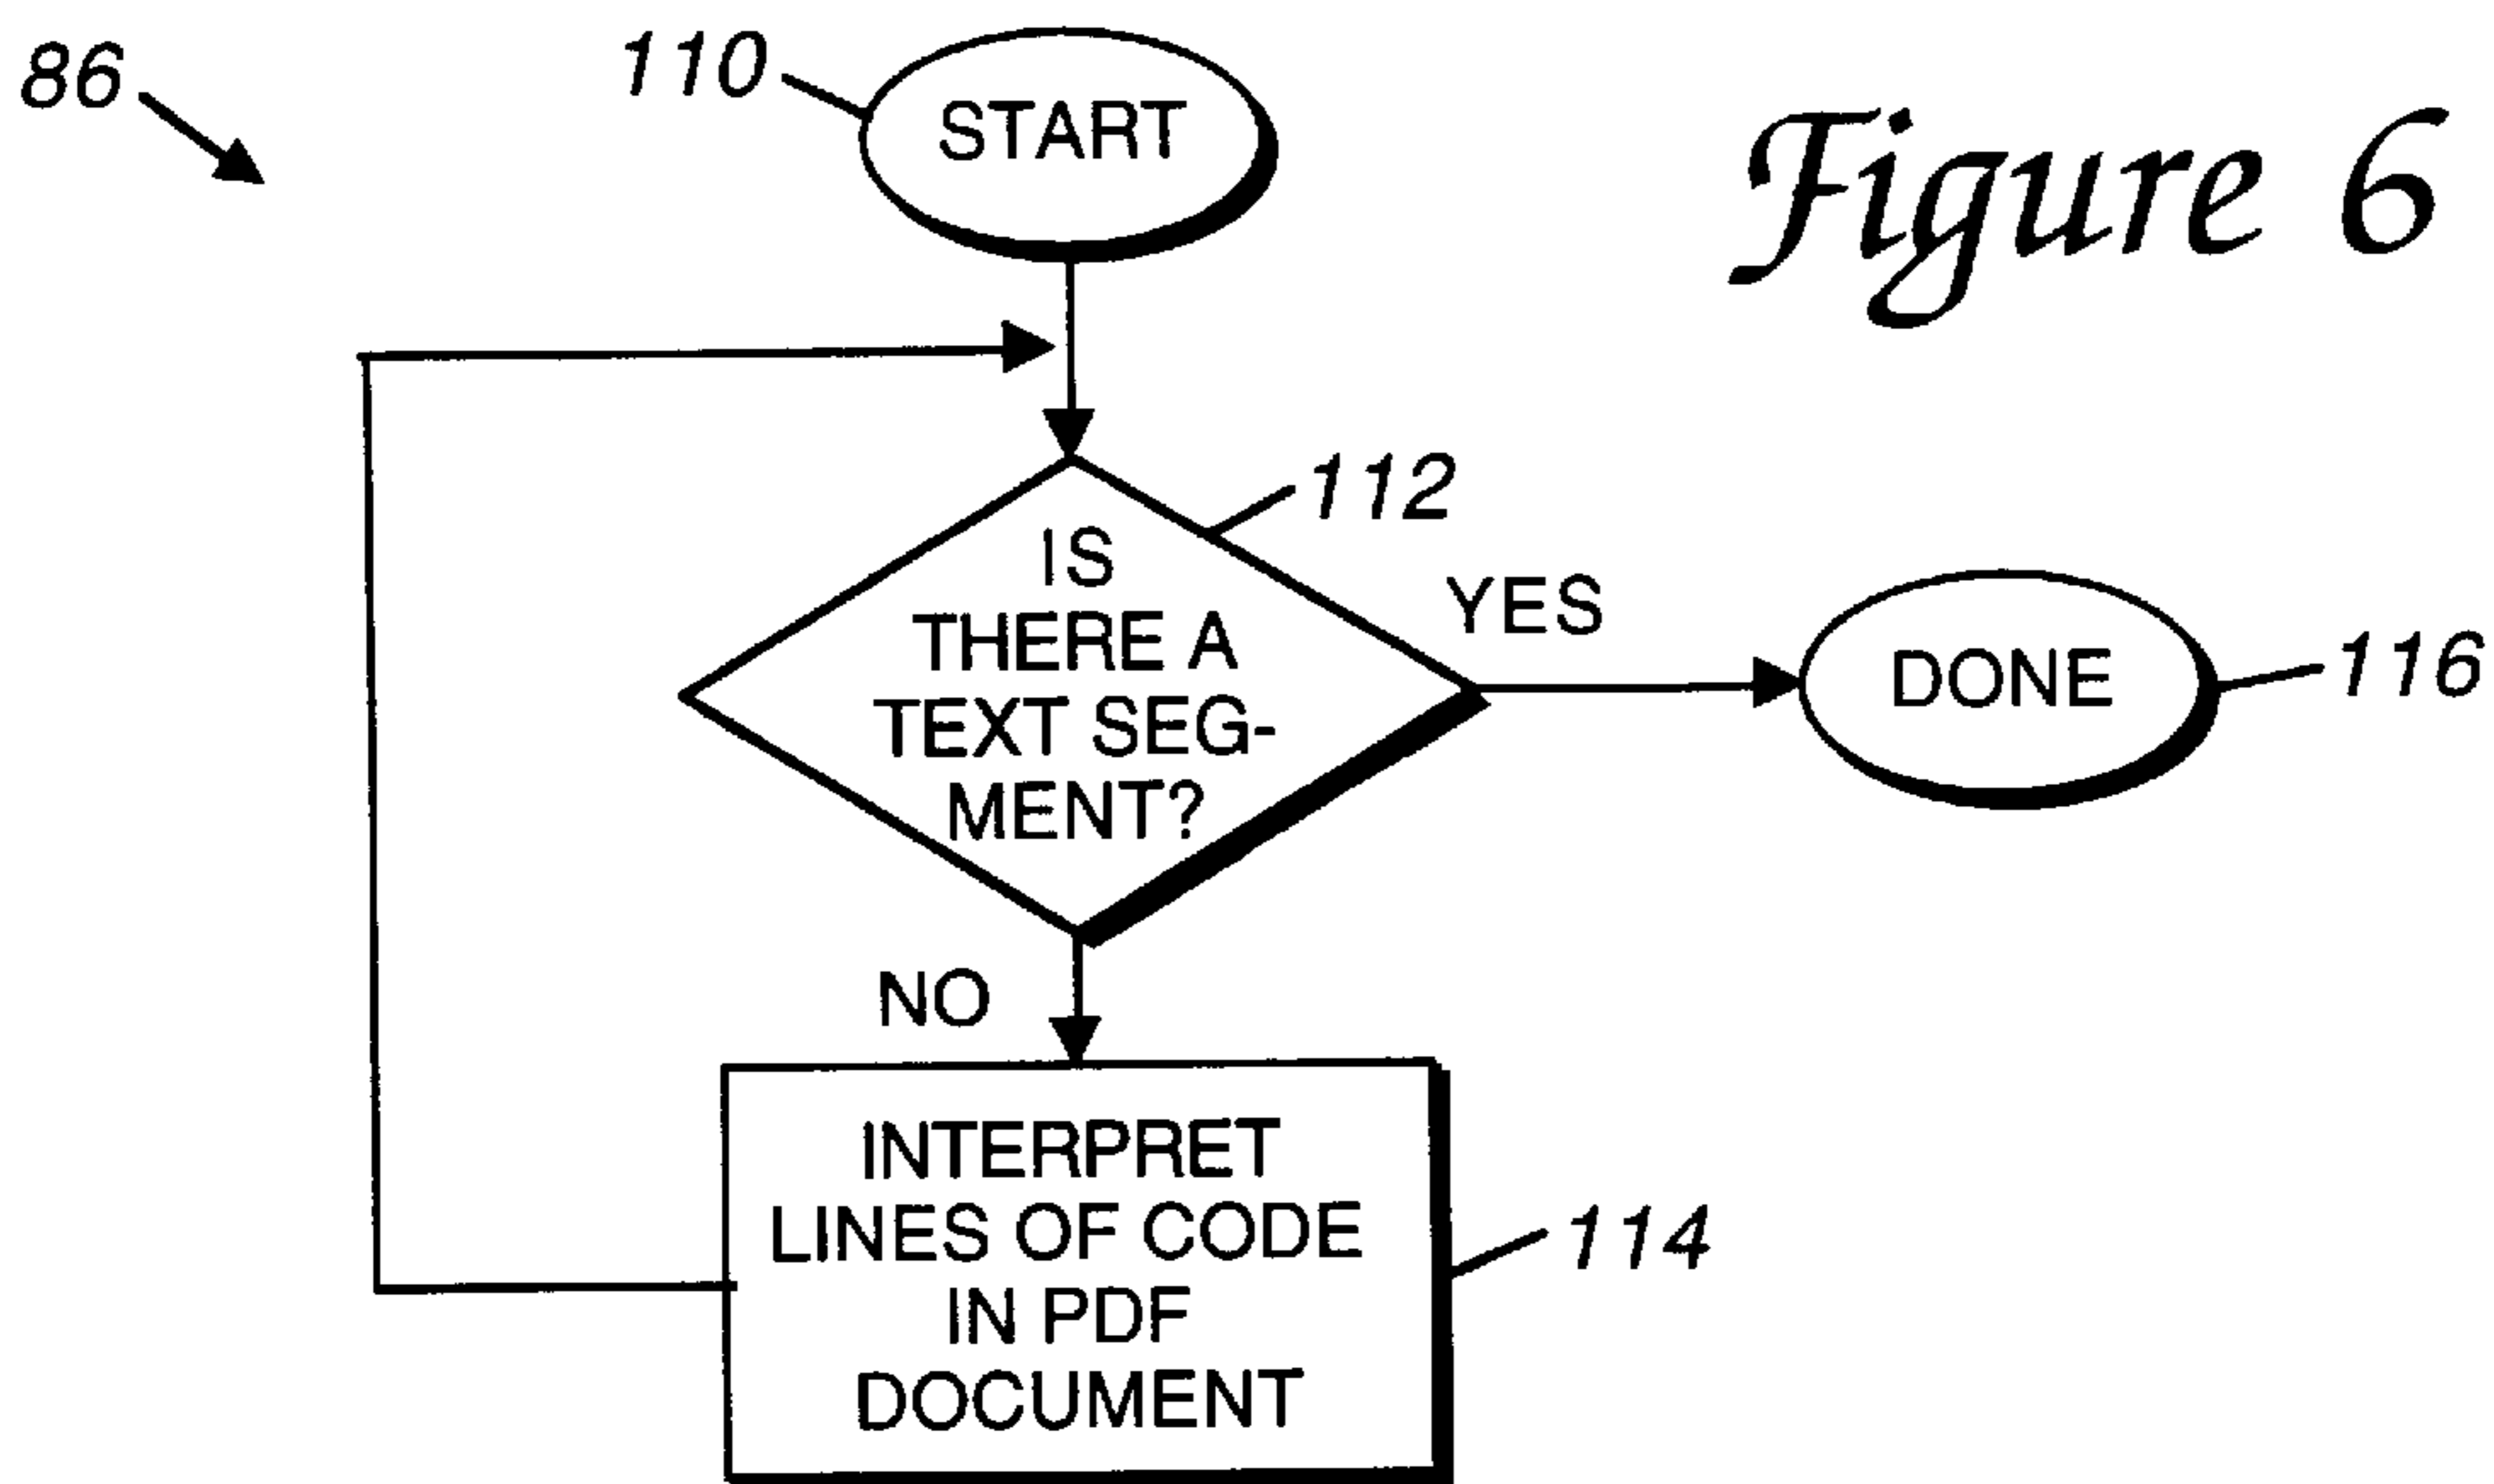 86
110
START
Figure 6
112
IS
THERE A
TEXT SEG-
MENT?
YES
DONE
116
NO
INTERPRET
LINES OF CODE
IN PDF
DOCUMENT
114